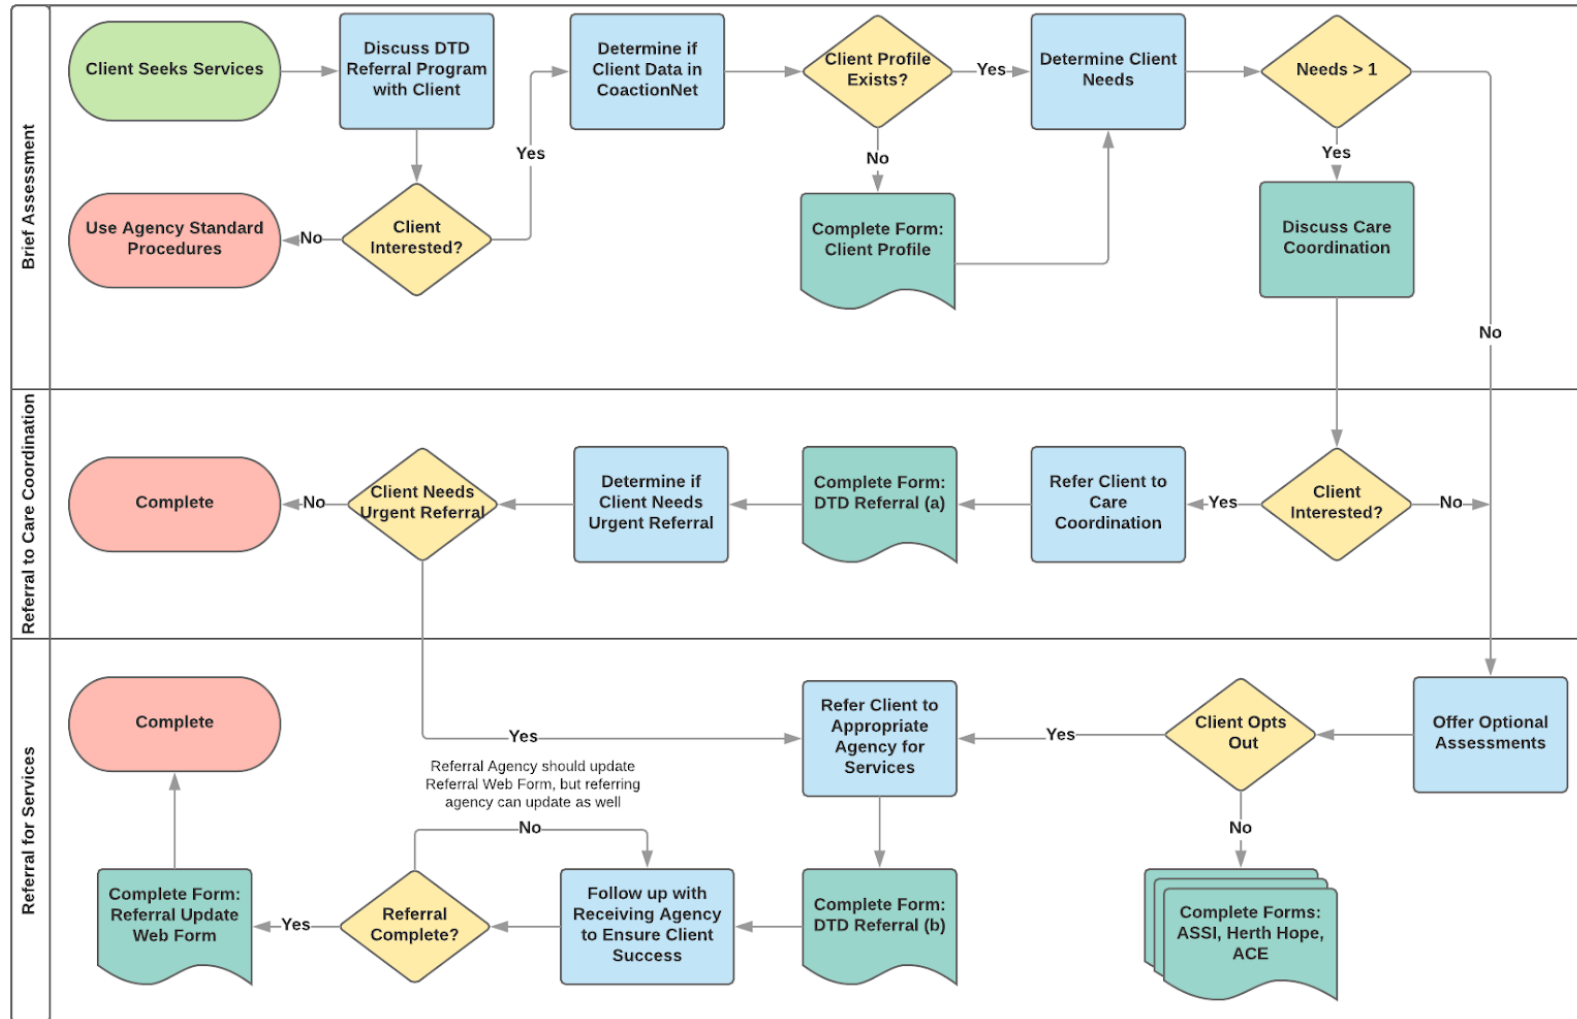 Brief Assessment
Client Seeks Services
Discuss DTD
Referral Program
with Client
Determine if
Client Data in
CoactionNet
Client Profile
Exists?
Yes
Determine Client
Needs
Needs > 1
No
Yes
Yes
No
Use Agency Standard
Procedures
No
Client
Interested?
Complete Form:
Client Profile
Discuss Care
Coordination
Referral to Care Coordination
Complete
No
Client Needs
Urgent Referral
Determine if
Client Needs
Urgent Referral
Complete Form:
DTD Referral (a)
Refer Client to
Care
Coordination
Yes
Client
Interested?
No
Referral for Services
Complete
Yes
Refer Client to
Appropriate
Agency for
Services
Yes
Client Opts
Out
Offer Optional
Assessments
Referral Agency should update
Referral Web Form, but referring
agency can update as well
No
No
Complete Form:
Referral Update
Web Form
Yes
Referral
Complete?
Follow up with
Receiving Agency
to Ensure Client
Success
Complete Form:
DTD Referral (b)
Complete Forms:
ASSI, Herth Hope,
ACE